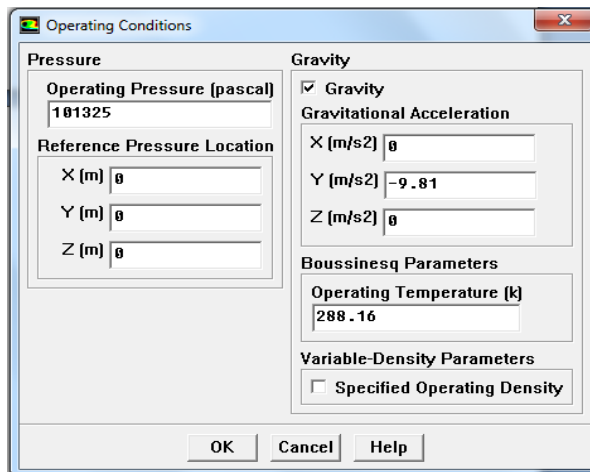 Operating Conditions
Pressure
Operating Pressure (pascal)
101325
Reference Pressure Location
X (m) 0
Y (m) 0
Z (m) 0
Gravity
Gravity
Gravitational Acceleration
X (m/s2) 0
Y (m/s2) -9.81
Z (m/s2) 0
Boussinesq Parameters
Operating Temperature (k)
288.16
Variable-Density Parameters
Specified Operating Density
OK Cancel Help